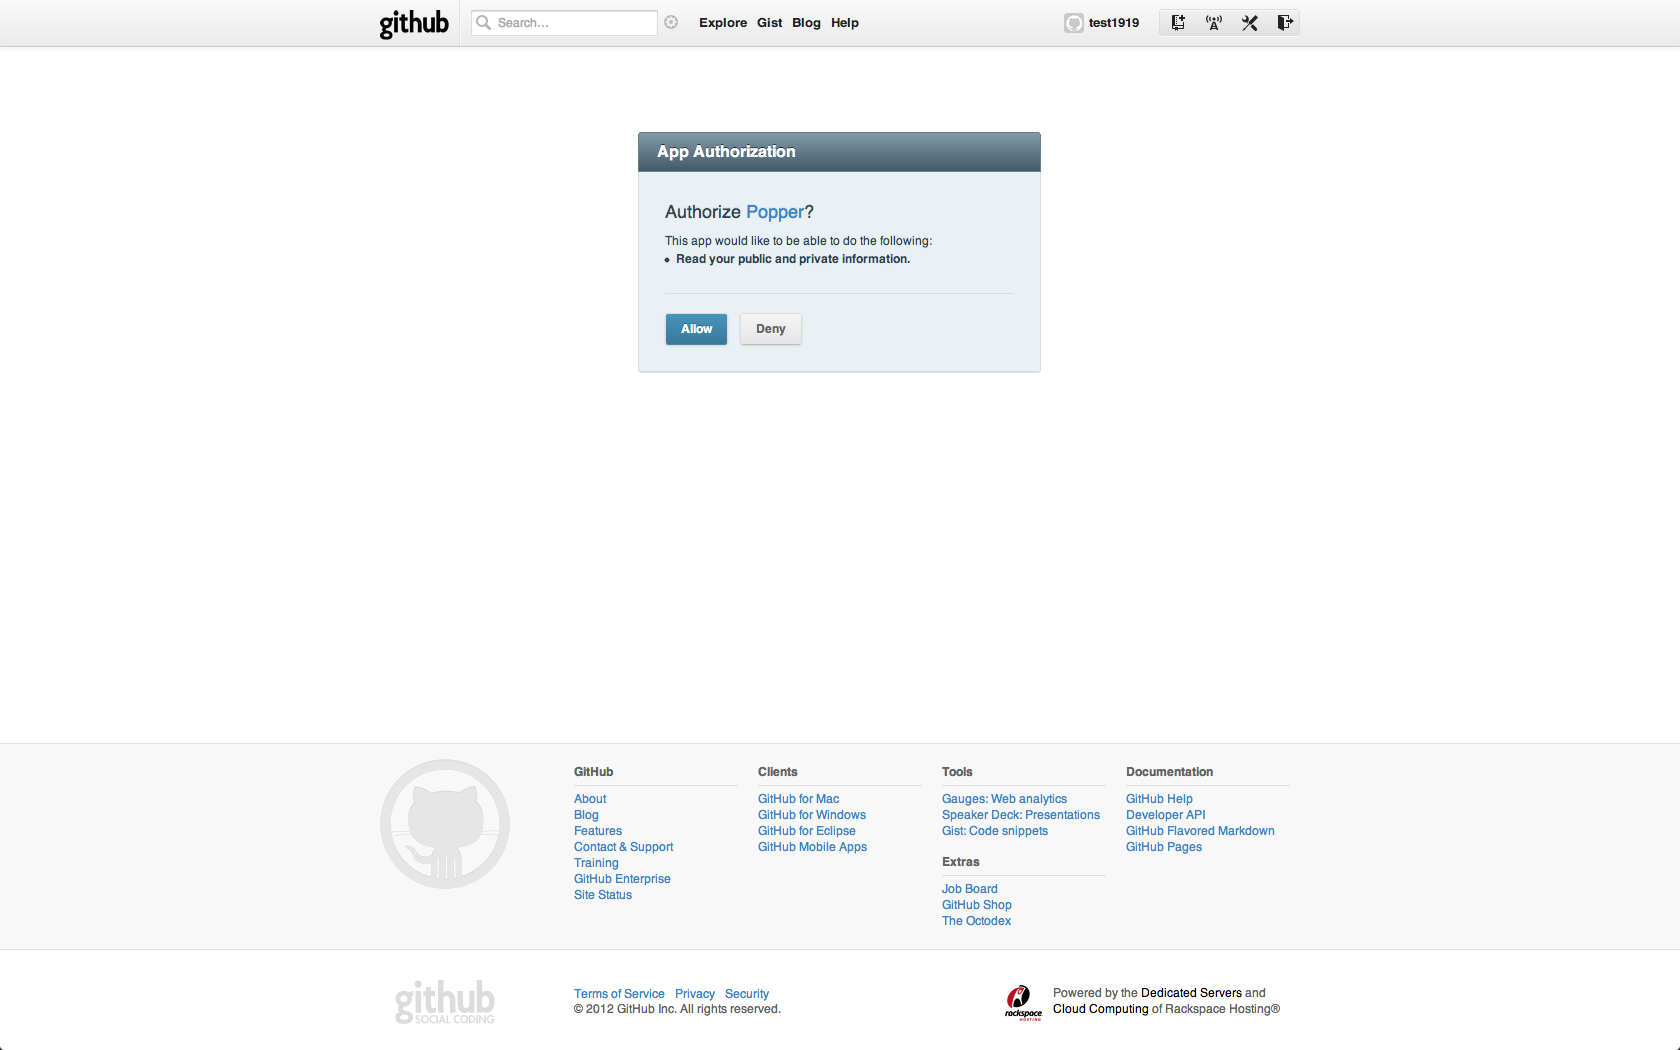 github Search... Explore Gist Blog Help test1919
App Authorization
Authorize Popper?
This app would like to be able to do the following:
• Read your public and private information.
Allow Deny
GitHub
About
Blog
Features
Contact & Support
Training
GitHub Enterprise
Site Status
Clients
GitHub for Mac
GitHub for Windows
GitHub for Eclipse
GitHub Mobile Apps
Tools
Gauges: Web analytics
Speaker Deck: Presentations
Gist: Code snippets
Extras
Job Board
GitHub Shop
The Octodex
Documentation
GitHub Help
Developer API
GitHub Flavored Markdown
GitHub Pages
github
SOCIAL CODING
Terms of Service Privacy Security
© 2012 GitHub Inc. All rights reserved.
rackspace.
HOSTING
Powered by the Dedicated Servers and
Cloud Computing of Rackspace Hosting®